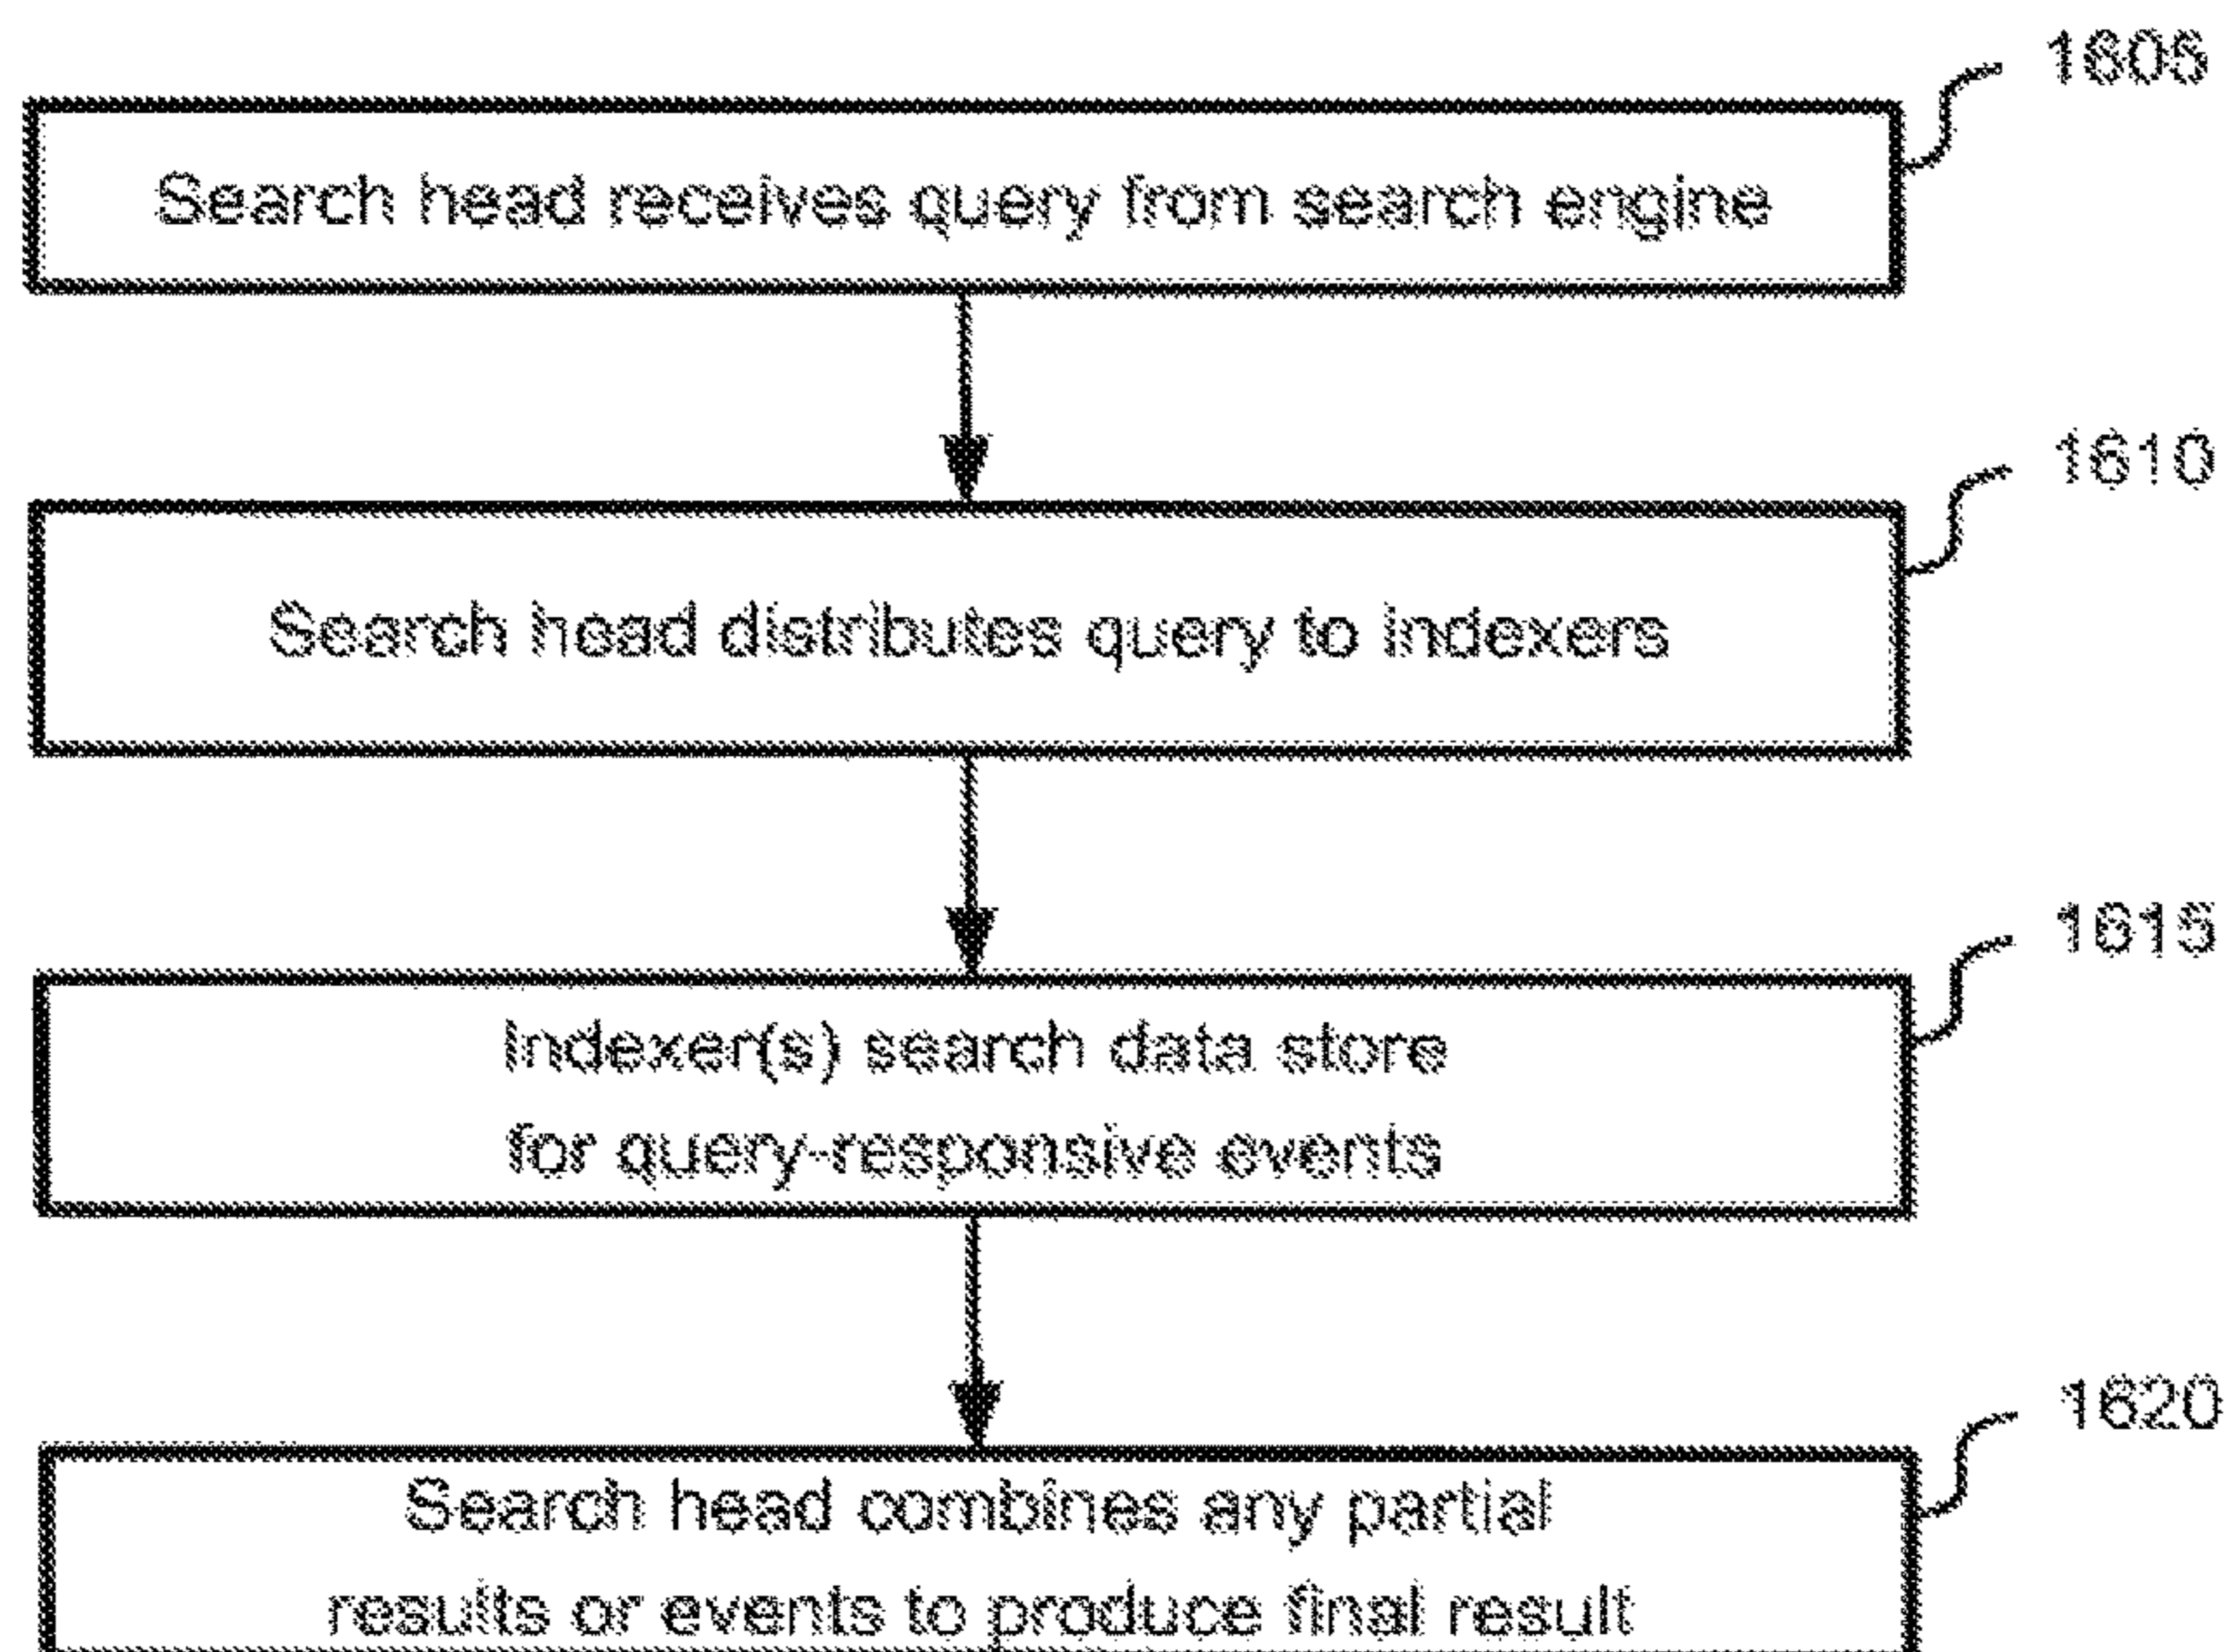 1605
Search head receives query from search engine
1610
Search head distributes query to indexers
1615
Indexer(s) search data store
for query-responsive events
1620
Search head combines any partial
results or events to produce final result